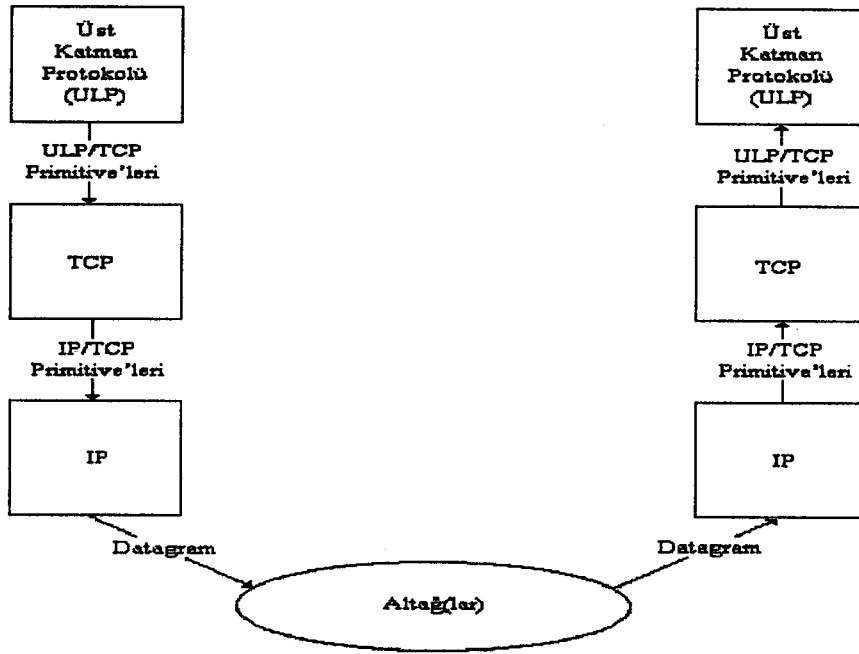 Üst
Katman
Protokolü
(ULP)
ULP/TCP
Primitive'leri
TCP
IP/TCP
Primitive'leri
IP
Datagram
Altağ(lar)
Datagram
IP
IP/TCP
Primitive'leri
TCP
ULP/TCP
Primitive'leri
Üst
Katman
Protokolü
(ULP)